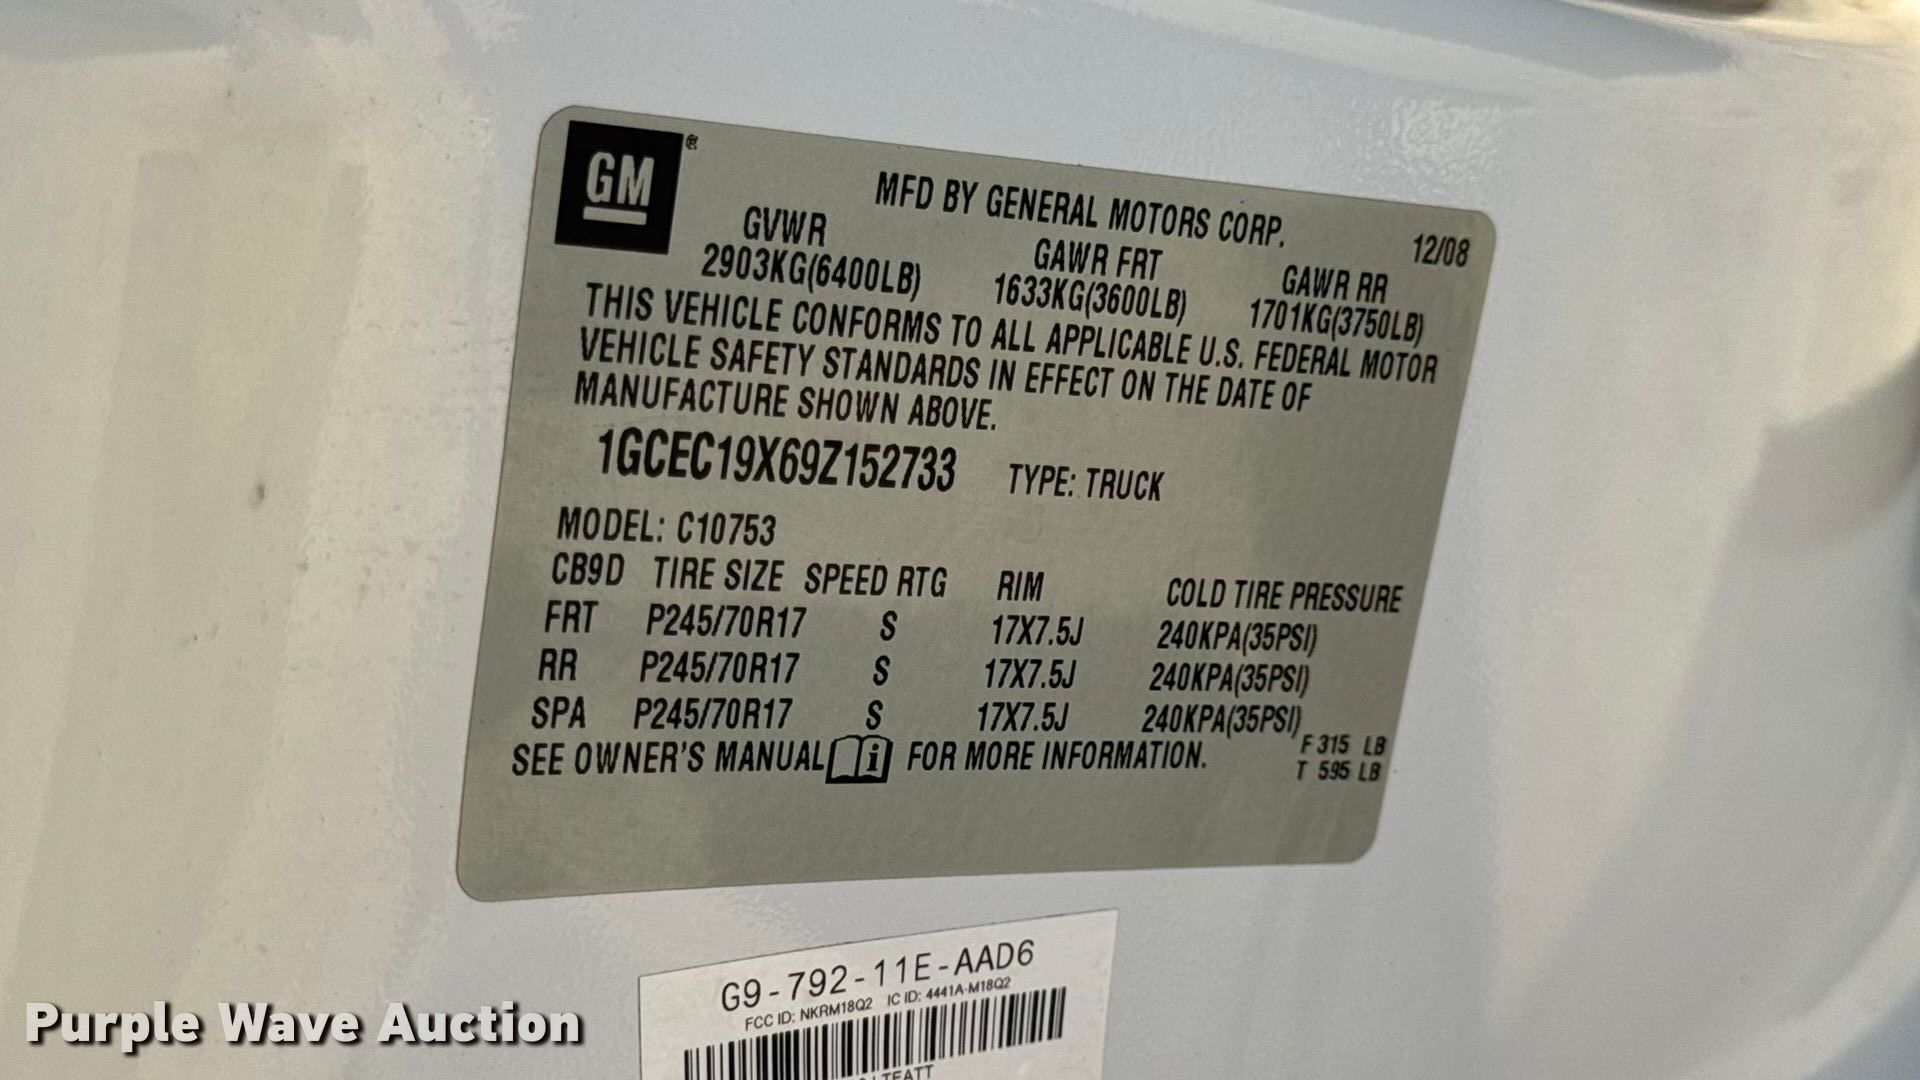 GM®
MFD BY GENERAL MOTORS CORP.
12/08
GVWR
2903KG(6400LB)
GAWR FRT
1633KG(3600LB)
GAWR RR
1701KG(3750LB)
THIS VEHICLE CONFORMS TO ALL APPLICABLE U.S. FEDERAL MOTOR
VEHICLE SAFETY STANDARDS IN EFFECT ON THE DATE OF
MANUFACTURE SHOWN ABOVE.
1GCEC19X69Z152733 TYPE: TRUCK
MODEL: C10753
CB9D TIRE SIZE SPEED RTG RIM COLD TIRE PRESSURE
FRT P245/70R17 S 17X7.5J 240KPA(35PSI)
RR P245/70R17 S 17X7.5J 240KPA(35PSI)
SPA P245/70R17 S 17X7.5J 240KPA(35PSI)
SEE OWNER'S MANUAL i FOR MORE INFORMATION.
F 315 LB
T 595 LB
G9-792-11E-AAD6
FCC ID: NKRM18Q2 IC ID: 4441A-M18Q2
Purple Wave Auction